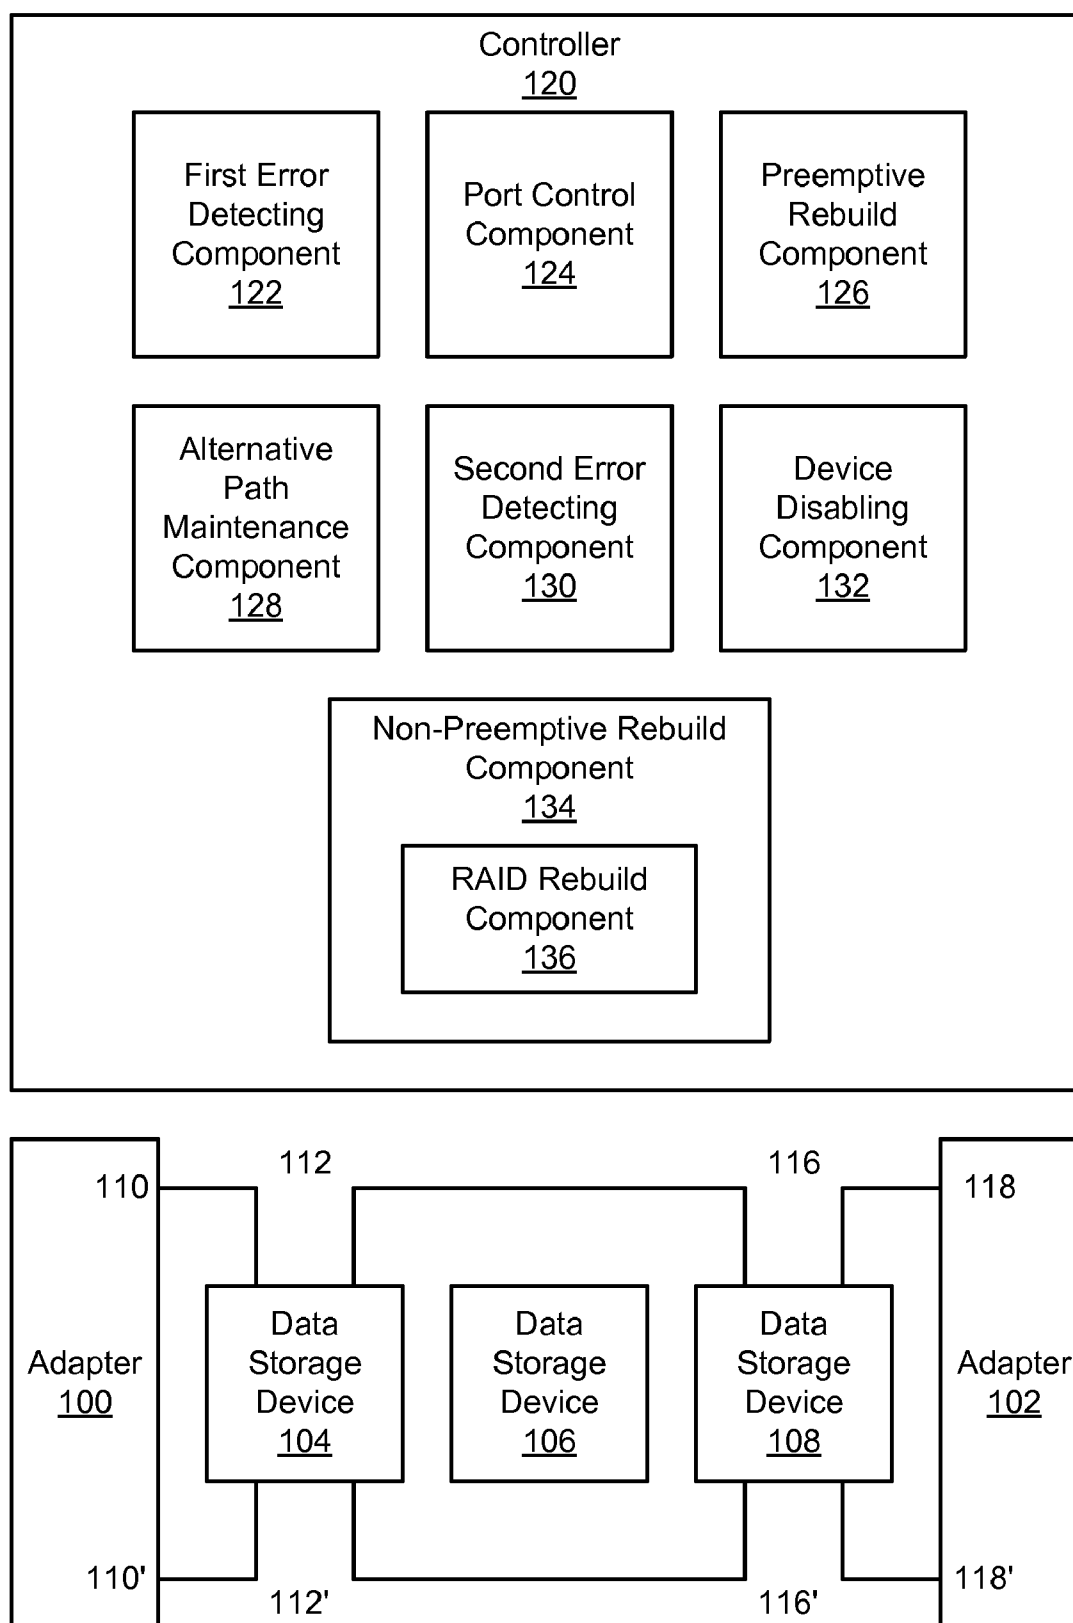 Controller
120
First Error
Detecting
Component
122
Port Control
Component
124
Preemptive
Rebuild
Component
126
Alternative
Path
Maintenance
Component
128
Second Error
Detecting
Component
130
Device
Disabling
Component
132
Non-Preemptive Rebuild
Component
134
RAID Rebuild
Component
136
110
112
116
118
Adapter
100
Data
Storage
Device
104
Data
Storage
Device
106
Data
Storage
Device
108
Adapter
102
110'
112'
116'
118'